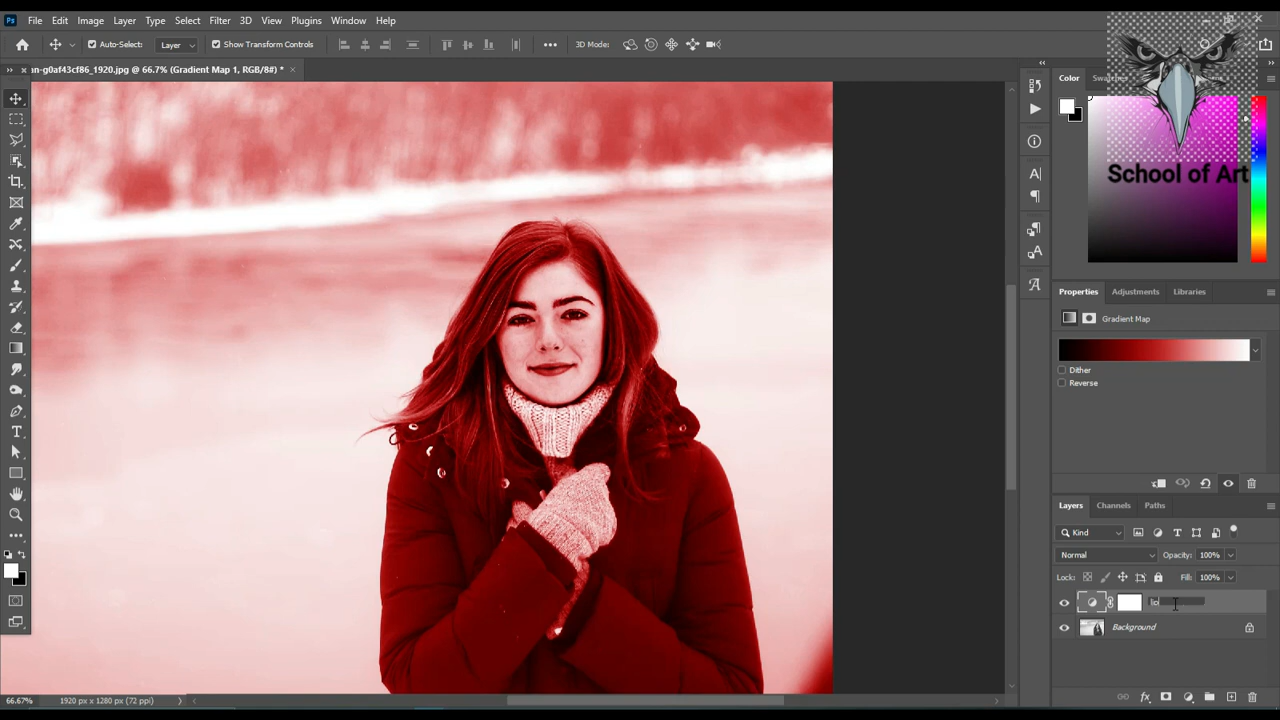 Ps File Edit Image Layer Type Select Filter 3D View Plugins Window Help
Auto-Select: Layer Show Transform Controls 3D Mode:
an-g0af43cf86_1920.jpg @ 66.7% (Gradient Map 1, RGB/8#) *
Color
School of Art
Properties Adjustments Libraries
Gradient Map
Dither
Reverse
Layers Channels Paths
Kind
Normal Opacity: 100%
Lock: Fill: 100%
Background
66.67% 1920 px x 1280 px (72 ppi)